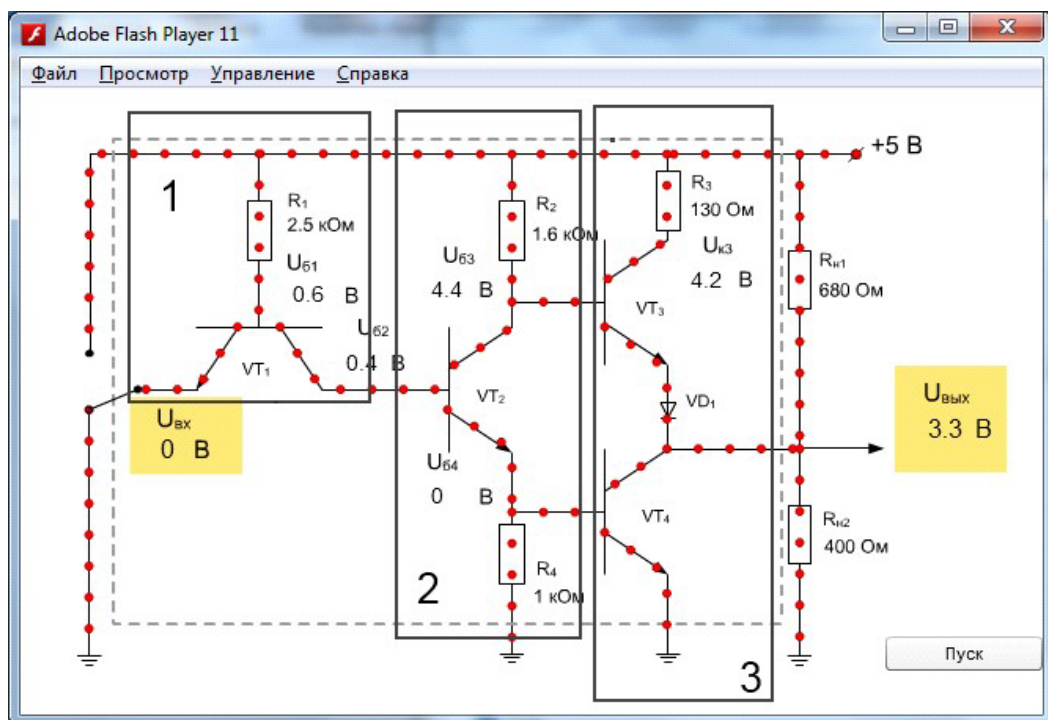 Adobe Flash Player 11
Файл Просмотр Управление Справка
+5 В
1
R₁
2.5 кОм
Uб1
0.6 В
VT₁
Uвх
0 В
Uб2
0.4 В
R₂
1.6 кОм
Uб3
4.4 В
VT₂
Uб4
0 В
R₄
1 кОм
2
R₃
130 Ом
Uк3
4.2 В
VT₃
VD₁
VT₄
3
Rн1
680 Ом
Uвых
3.3 В
Rн2
400 Ом
Пуск